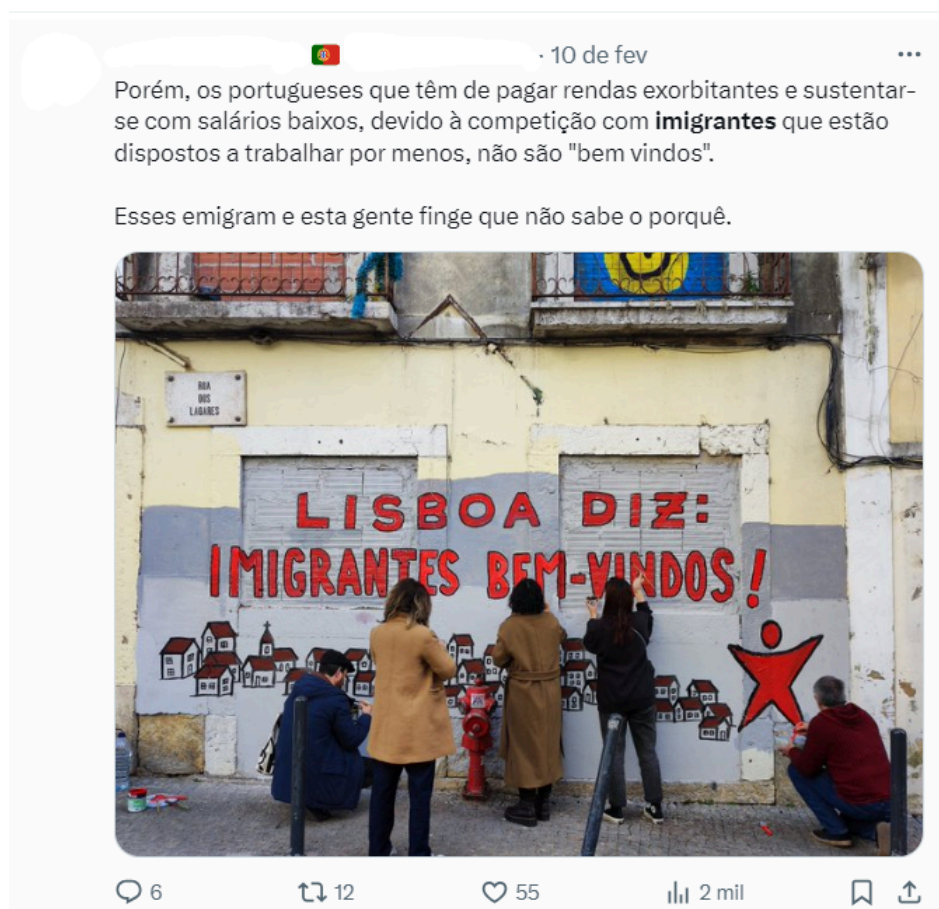 · 10 de fev
Porém, os portugueses que têm de pagar rendas exorbitantes e sustentar-
se com salários baixos, devido à competição com imigrantes que estão
dispostos a trabalhar por menos, não são "bem vindos".
Esses emigram e esta gente finge que não sabe o porquê.
RUA
DOS
LAGARES
LISBOA DIZ:
IMIGRANTES BEM-VINDOS!
6
12
55
2 mil